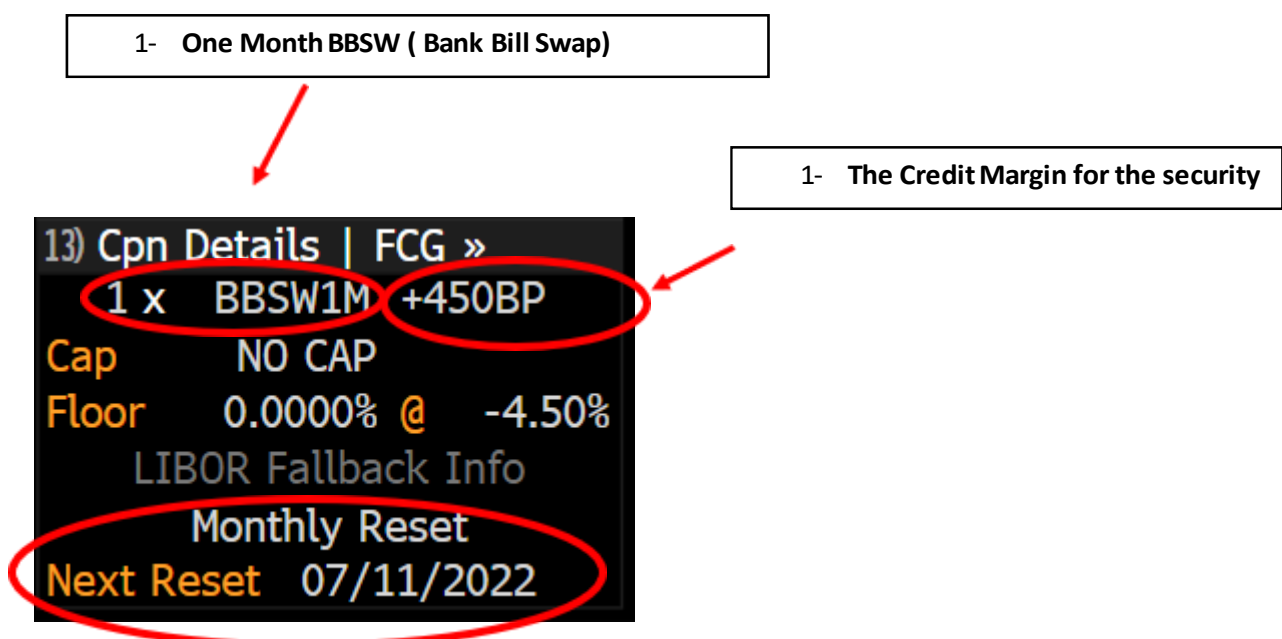 1- One Month BBSW ( Bank Bill Swap)
1- The Credit Margin for the security
13) Cpn Details | FCG »
1 x BBSW1M +450BP
Cap NO CAP
Floor 0.0000% @ -4.50%
LIBOR Fallback Info
Monthly Reset
Next Reset 07/11/2022